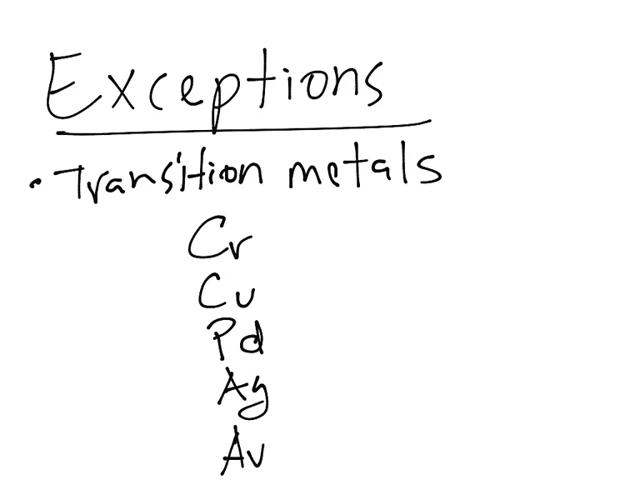 Exceptions
• Transition metals
Cr
Cu
Pd
Ag
Au